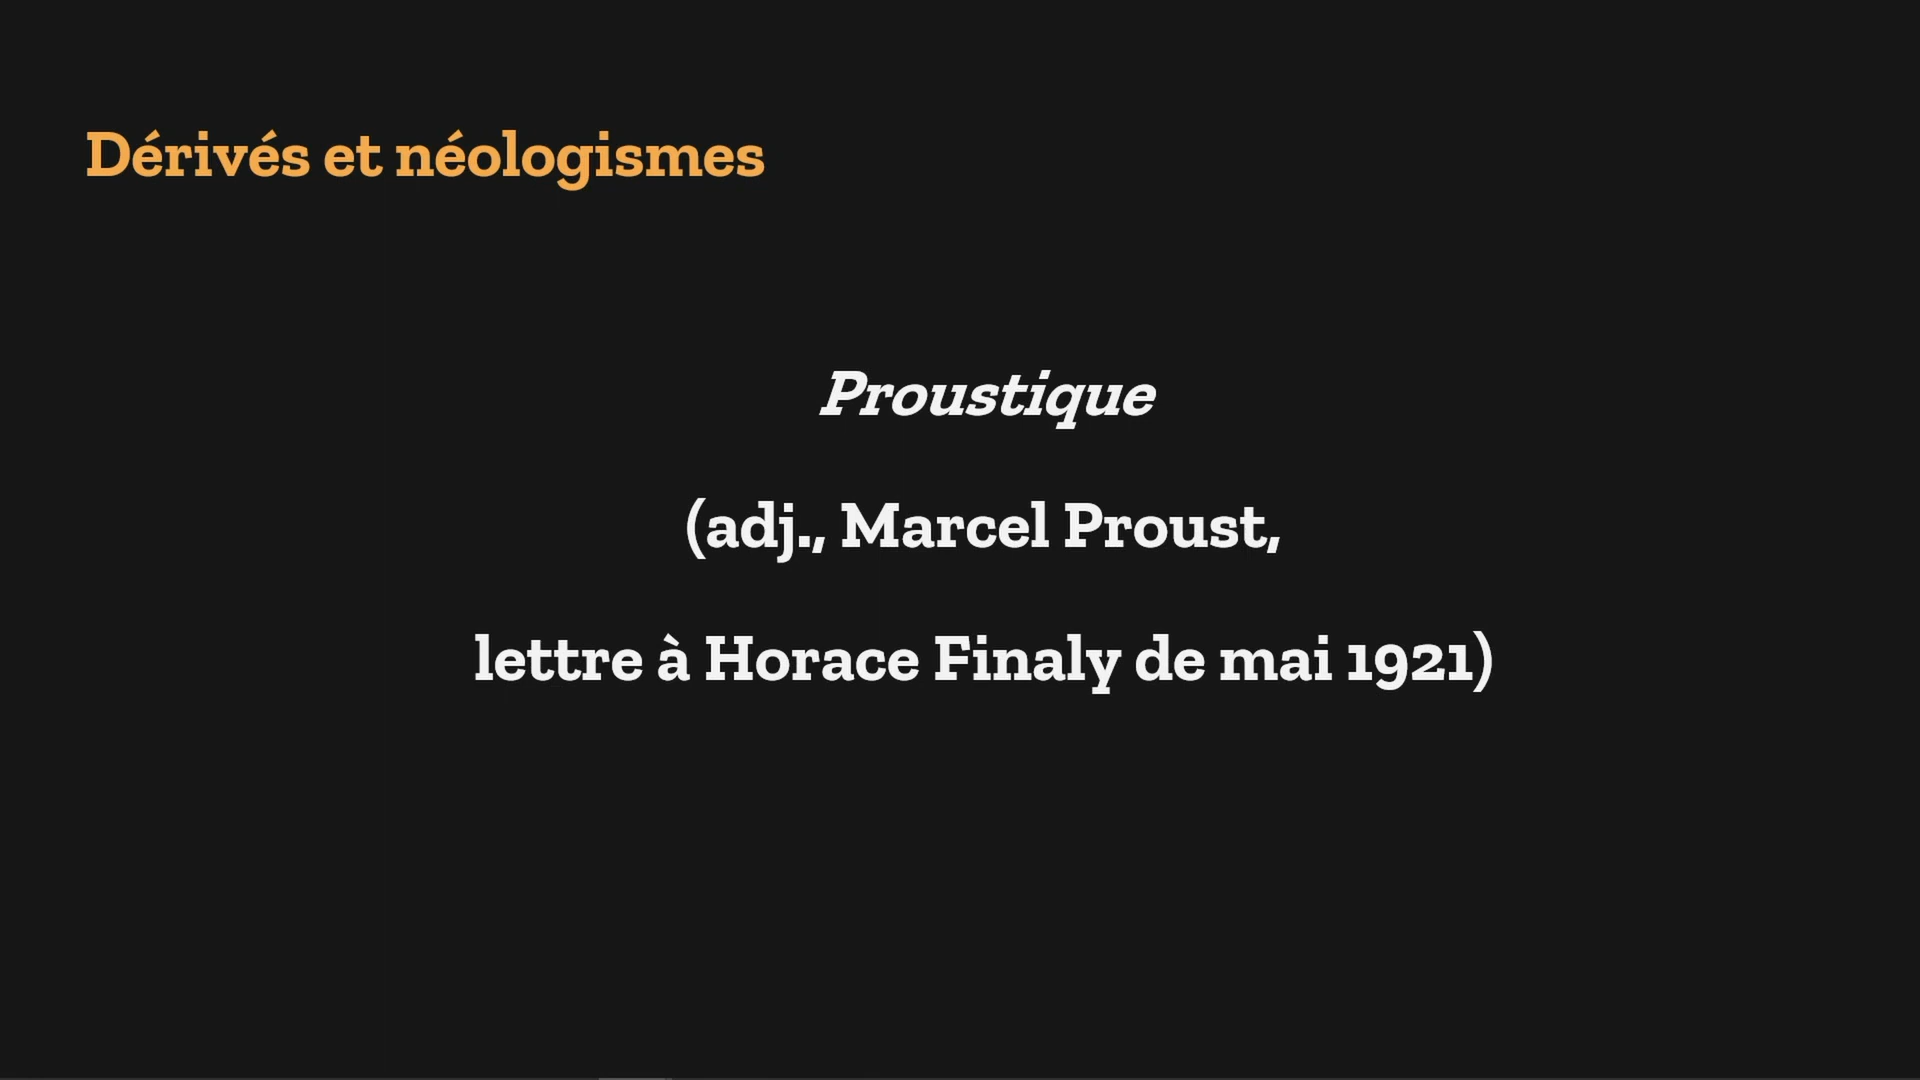 Dérivés et néologismes
Proustique
(adj., Marcel Proust,
lettre à Horace Finaly de mai 1921)